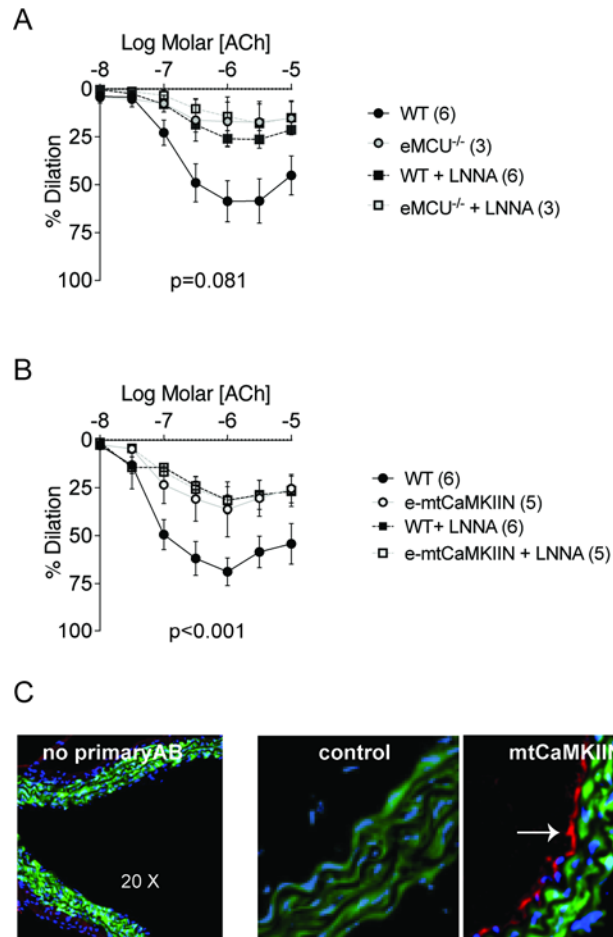 A
Log Molar [ACh]
-8 -7 -6 -5
0
25
50
75
100
% Dilation
p=0.081
WT (6)
eMCU-/- (3)
WT + LNNA (6)
eMCU-/- + LNNA (3)
B
Log Molar [ACh]
-8 -7 -6 -5
0
25
50
75
100
% Dilation
p<0.001
WT (6)
e-mtCaMKIIN (5)
WT+ LNNA (6)
e-mtCaMKIIN + LNNA (5)
C
no primaryAB
20 X
control
mtCaMKIIN